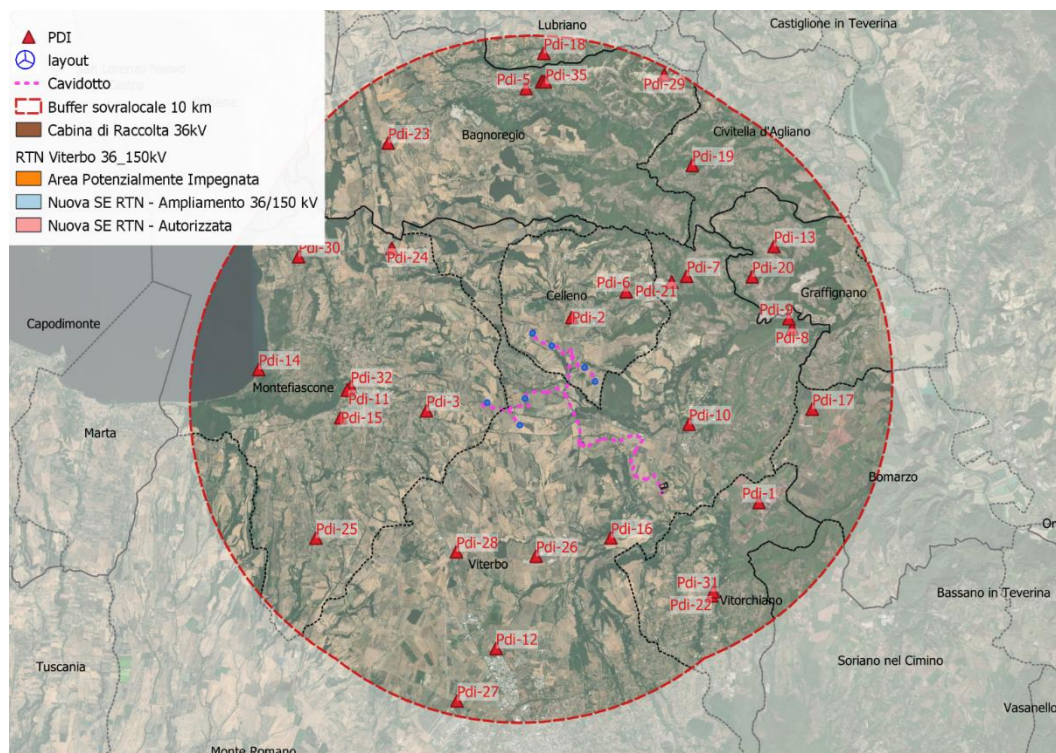 PDI
layout
Cavidotto
Buffer sovralocale 10 km
Cabina di Raccolta 36kV
RTN Viterbo 36_150kV
Area Potenzialmente Impegnata
Nuova SE RTN - Ampliamento 36/150 kV
Nuova SE RTN - Autorizzata
Lubriano
Castiglione in Teverina
Pdi-18
Pdi-5
Pdi-35
Pdi-29
Bagnoregio
Civitella d'Agliano
Pdi-23
Pdi-19
Pdi-13
Pdi-30
Pdi-24
Pdi-6
Pdi-21
Pdi-7
Pdi-20
Graffignano
Celleno
Pdi-2
Pdi-9
Pdi-8
Capodimonte
Pdi-14
Montefiascone
Pdi-32
Pdi-11
Pdi-15
Pdi-3
Pdi-17
Pdi-10
Marta
Bomarzo
Pdi-1
Pdi-25
Pdi-28
Viterbo
Pdi-26
Pdi-16
Pdi-31
Pdi-22
Vitorchiano
Bassano in Teverina
Pdi-12
Tuscania
Soriano nel Cimino
Pdi-27
Vasanello
Monte Romano